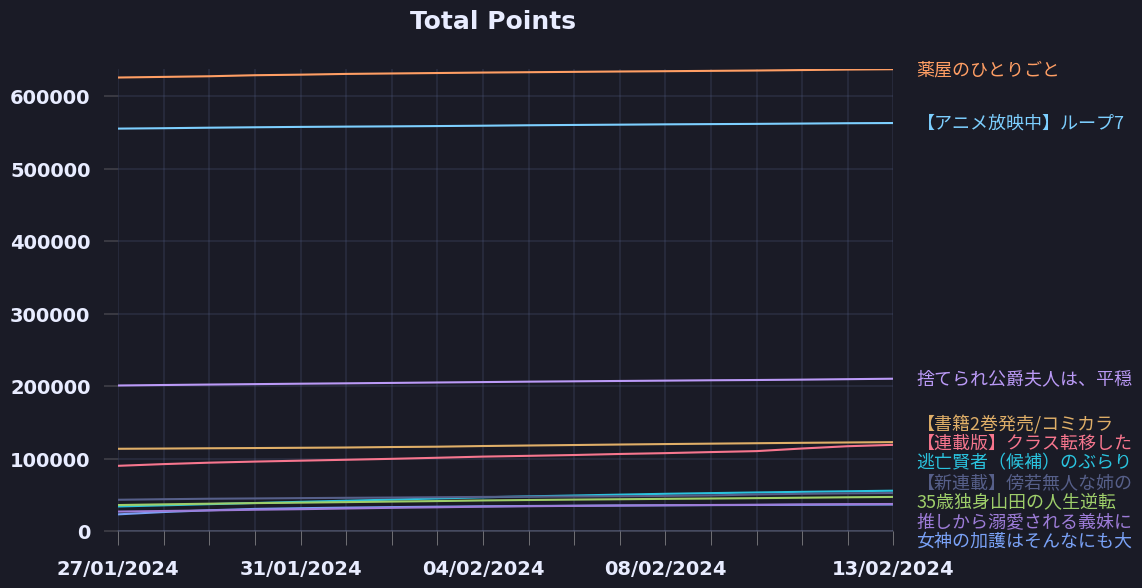 Total Points
600000
500000
400000
300000
200000
100000
0
27/01/2024 31/01/2024 04/02/2024 08/02/2024 13/02/2024
薬屋のひとりごと
【アニメ放映中】ループ7
捨てられ公爵夫人は、平穏
【書籍2巻発売/コミカラ
【連載版】クラス転移した
逃亡賢者（候補）のぶらり
【新連載】傍若無人な姉の
35歳独身山田の人生逆転
推しから溺愛される義妹に
女神の加護はそんなにも大